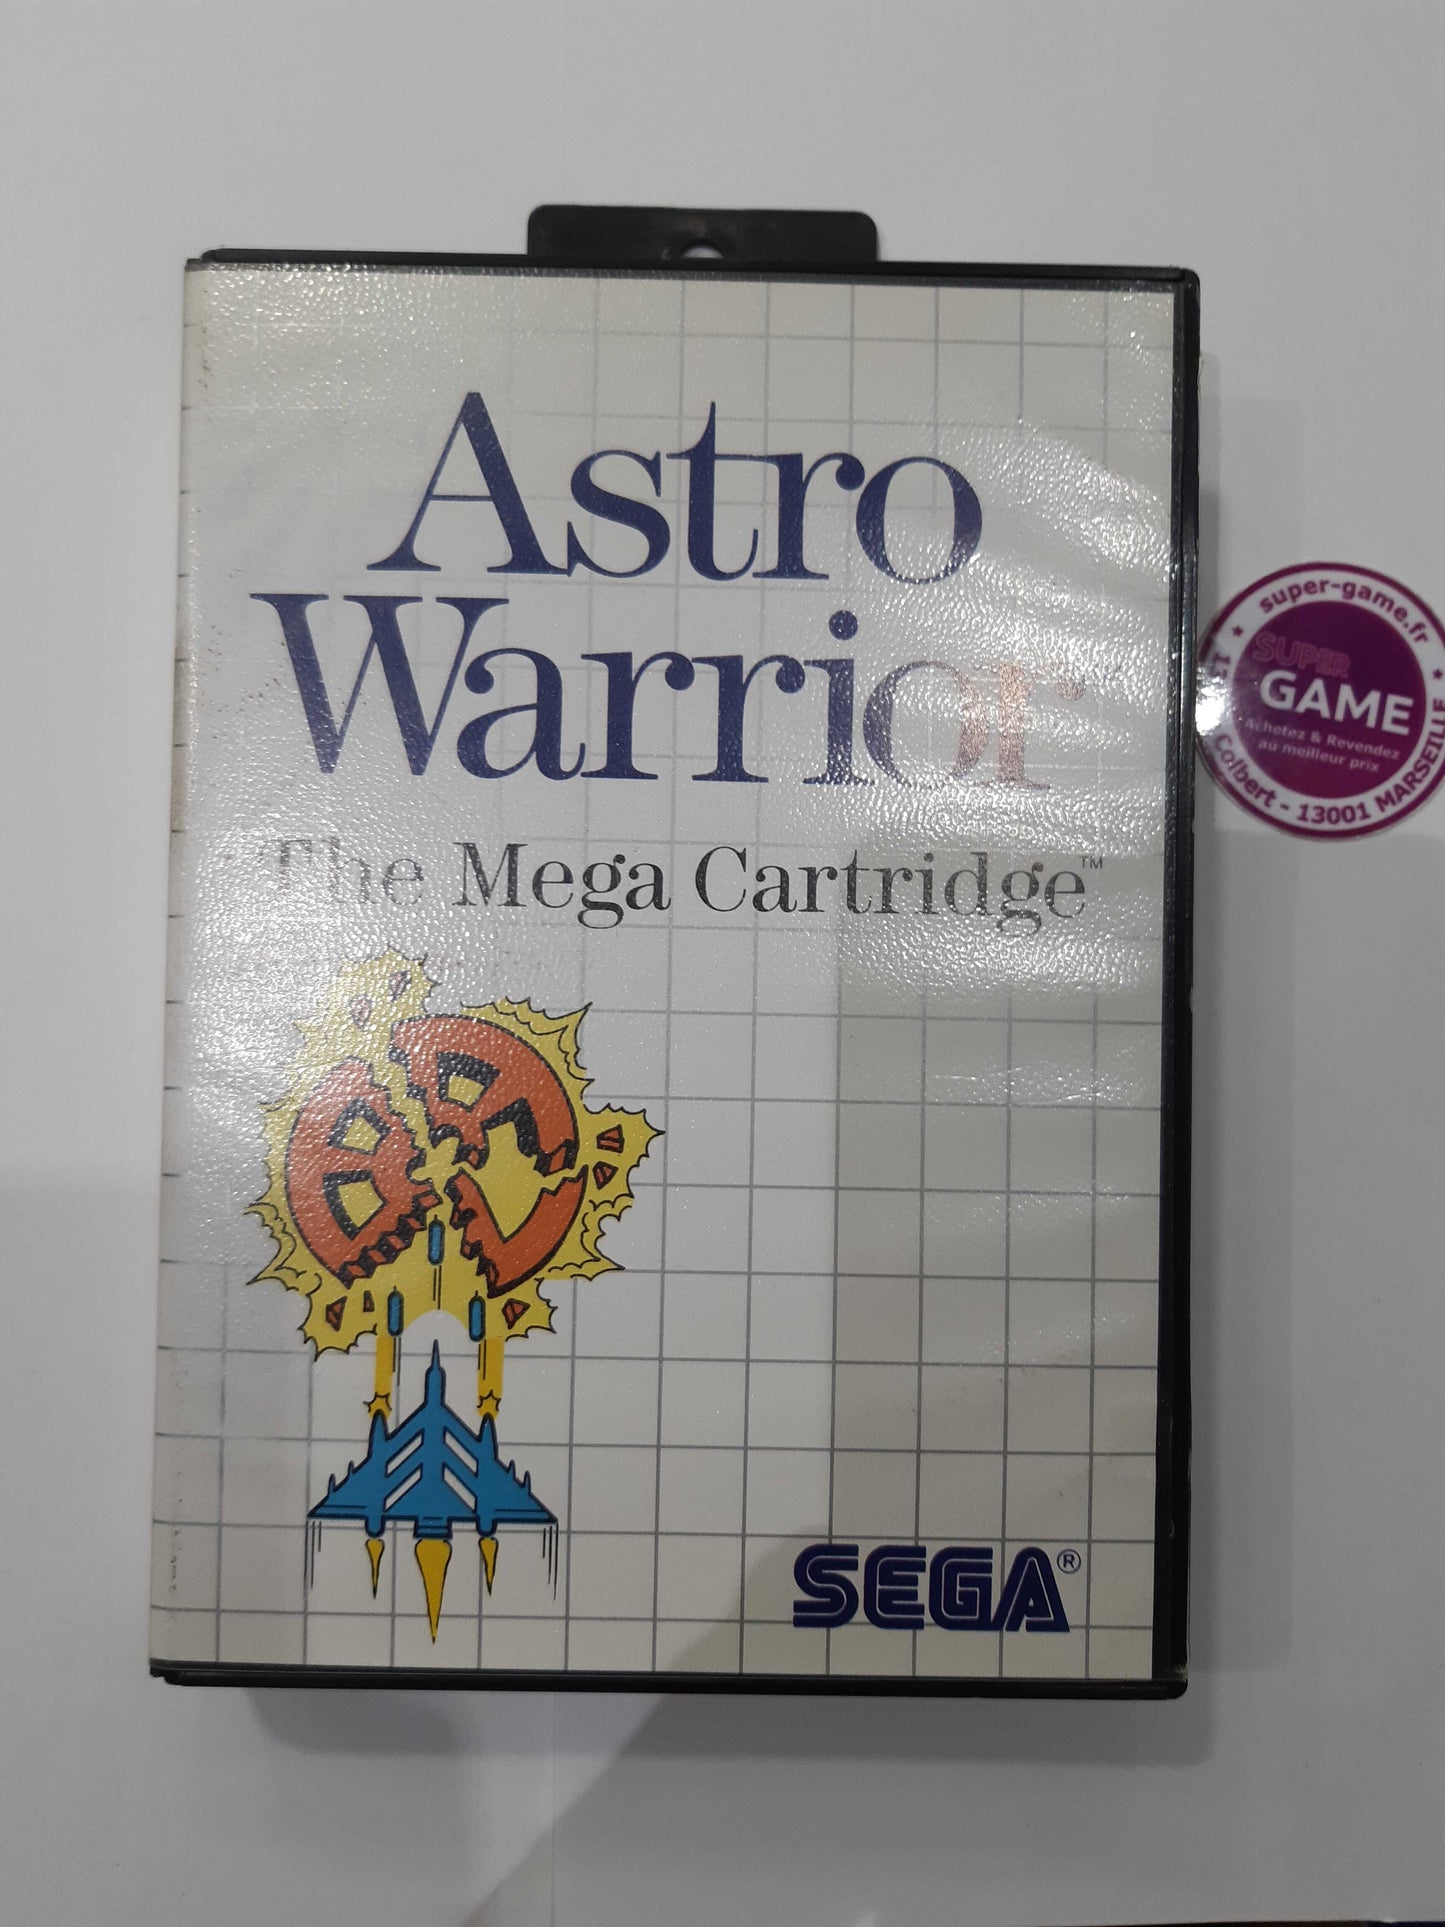 Astro
Warrior
The Mega Cartridge™
SEGA®
super-game.fr
SUPER
GAME
Achetez & Revendez
au meilleur prix
Colbert - 13001 MARSEILLE